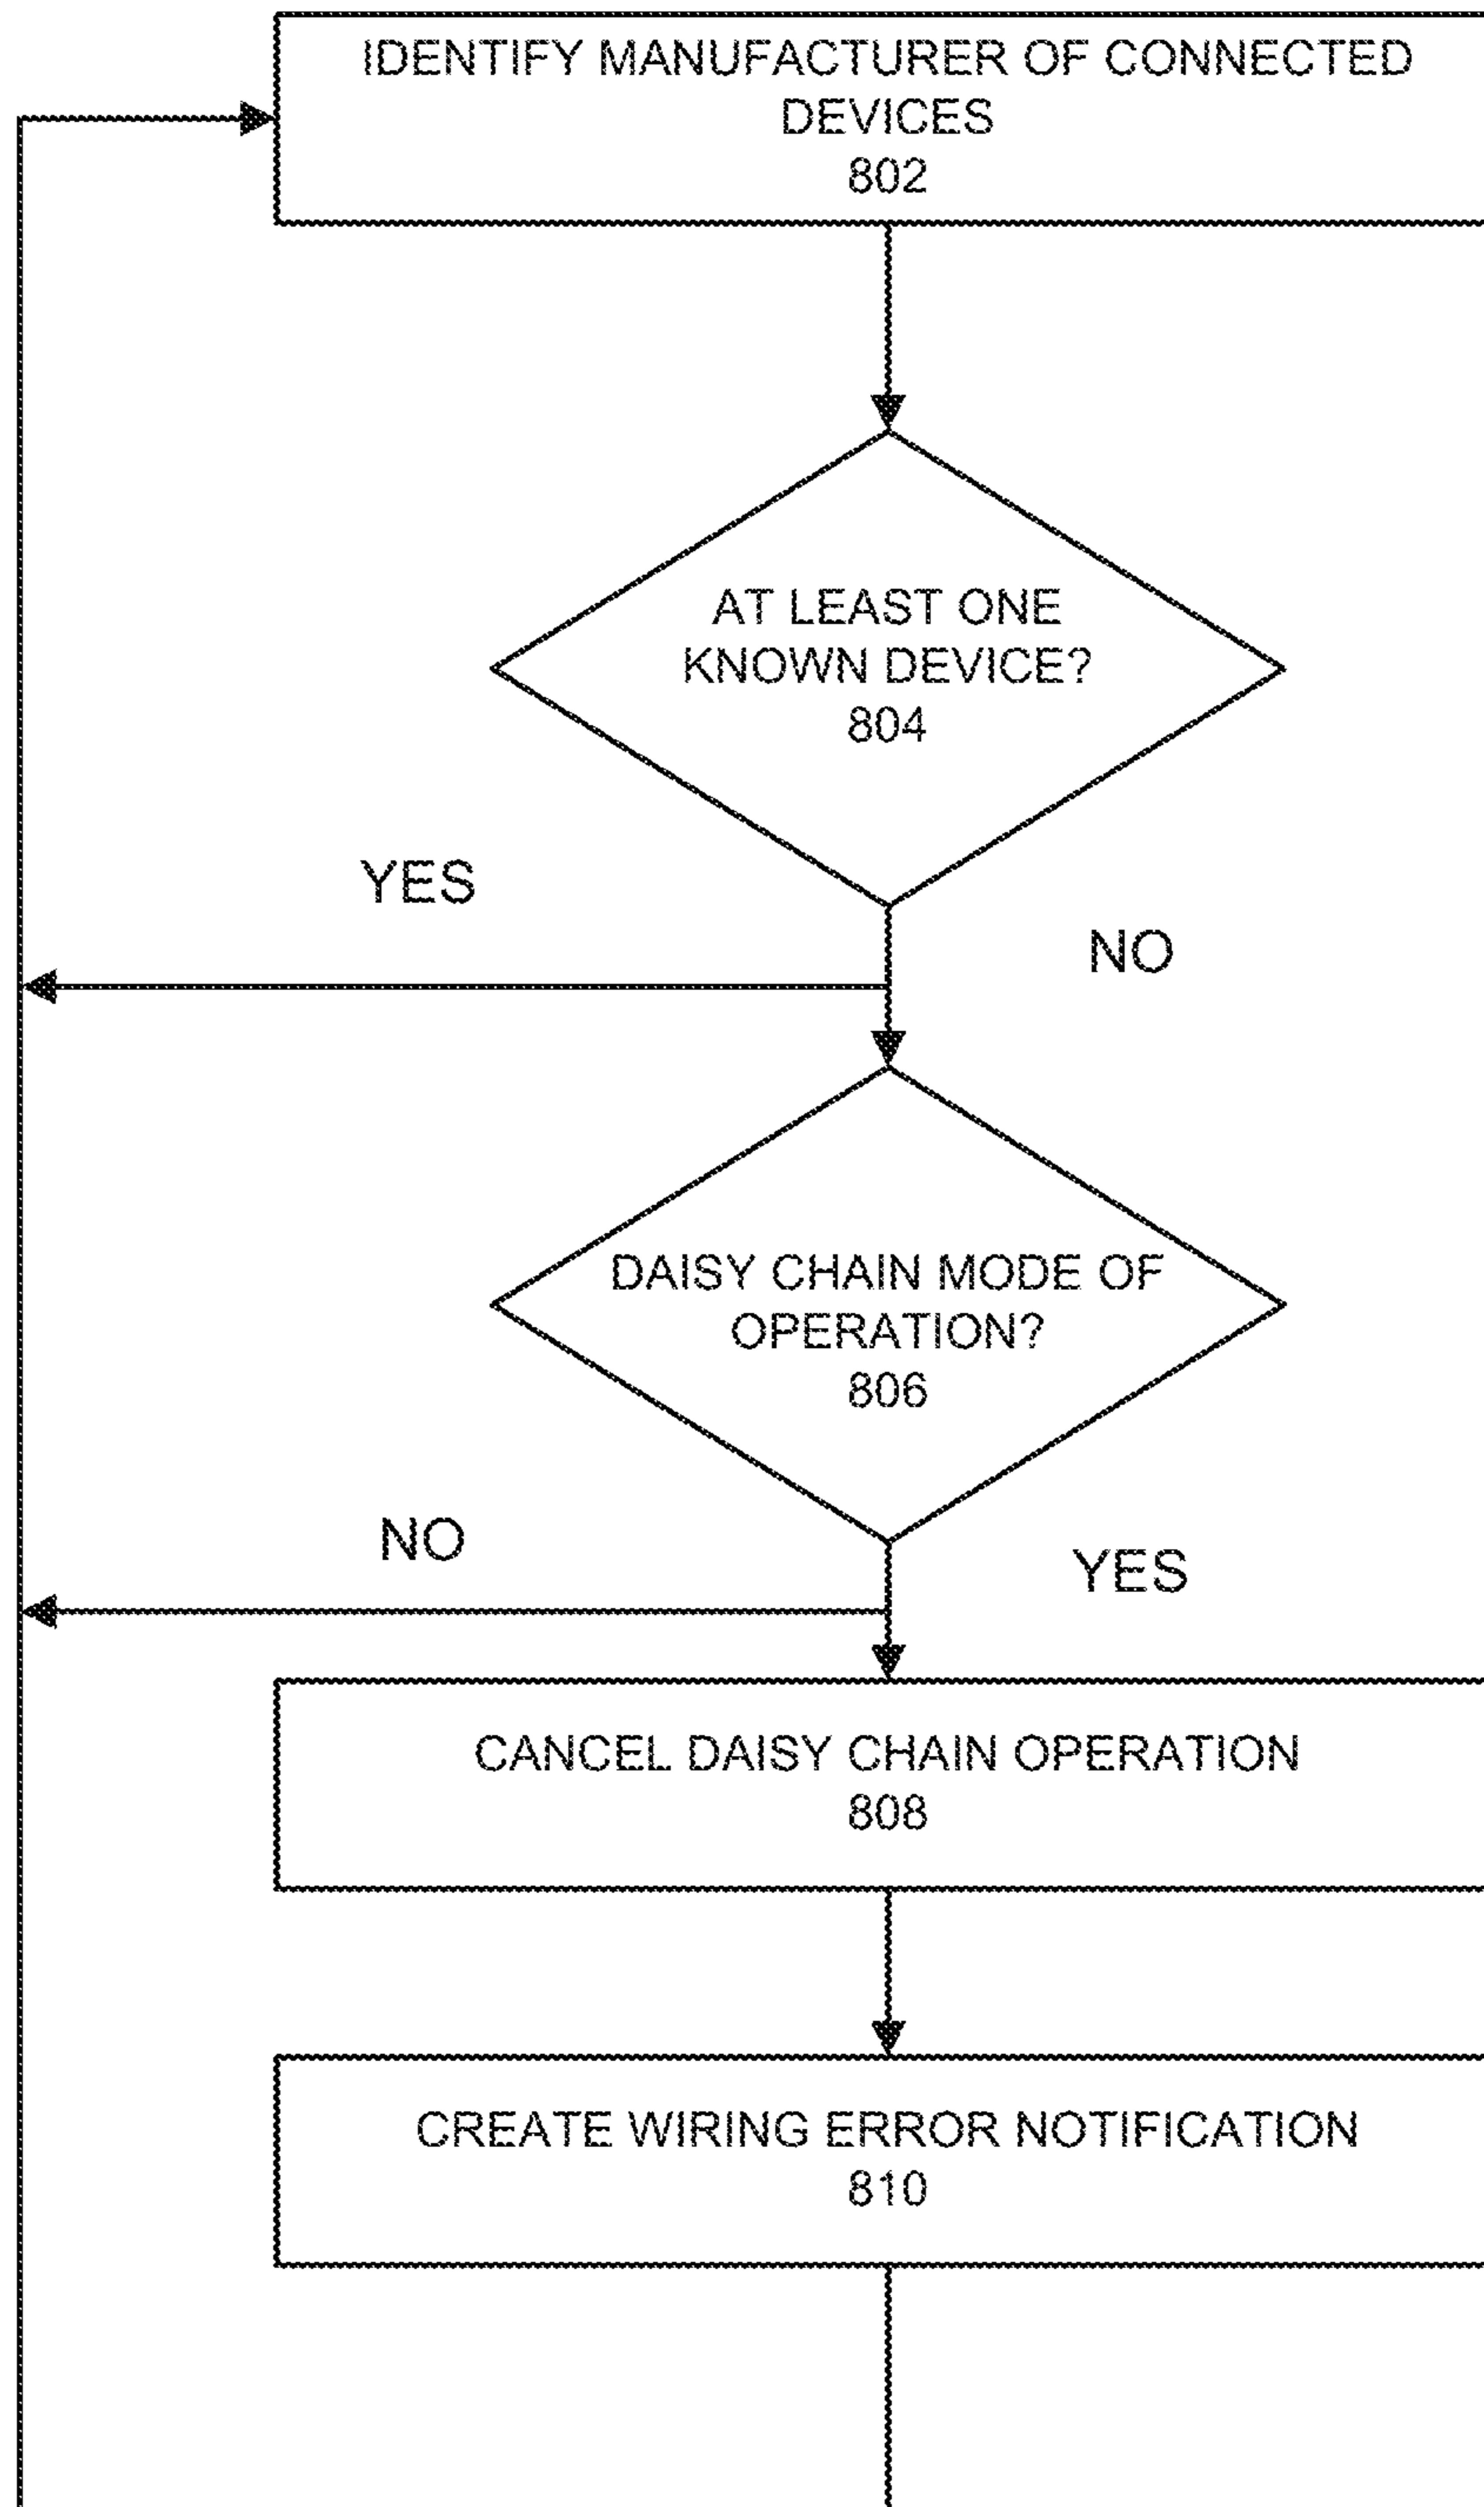 IDENTIFY MANUFACTURER OF CONNECTED
DEVICES
802
AT LEAST ONE
KNOWN DEVICE?
804
YES
NO
DAISY CHAIN MODE OF
OPERATION?
806
NO
YES
CANCEL DAISY CHAIN OPERATION
808
CREATE WIRING ERROR NOTIFICATION
810